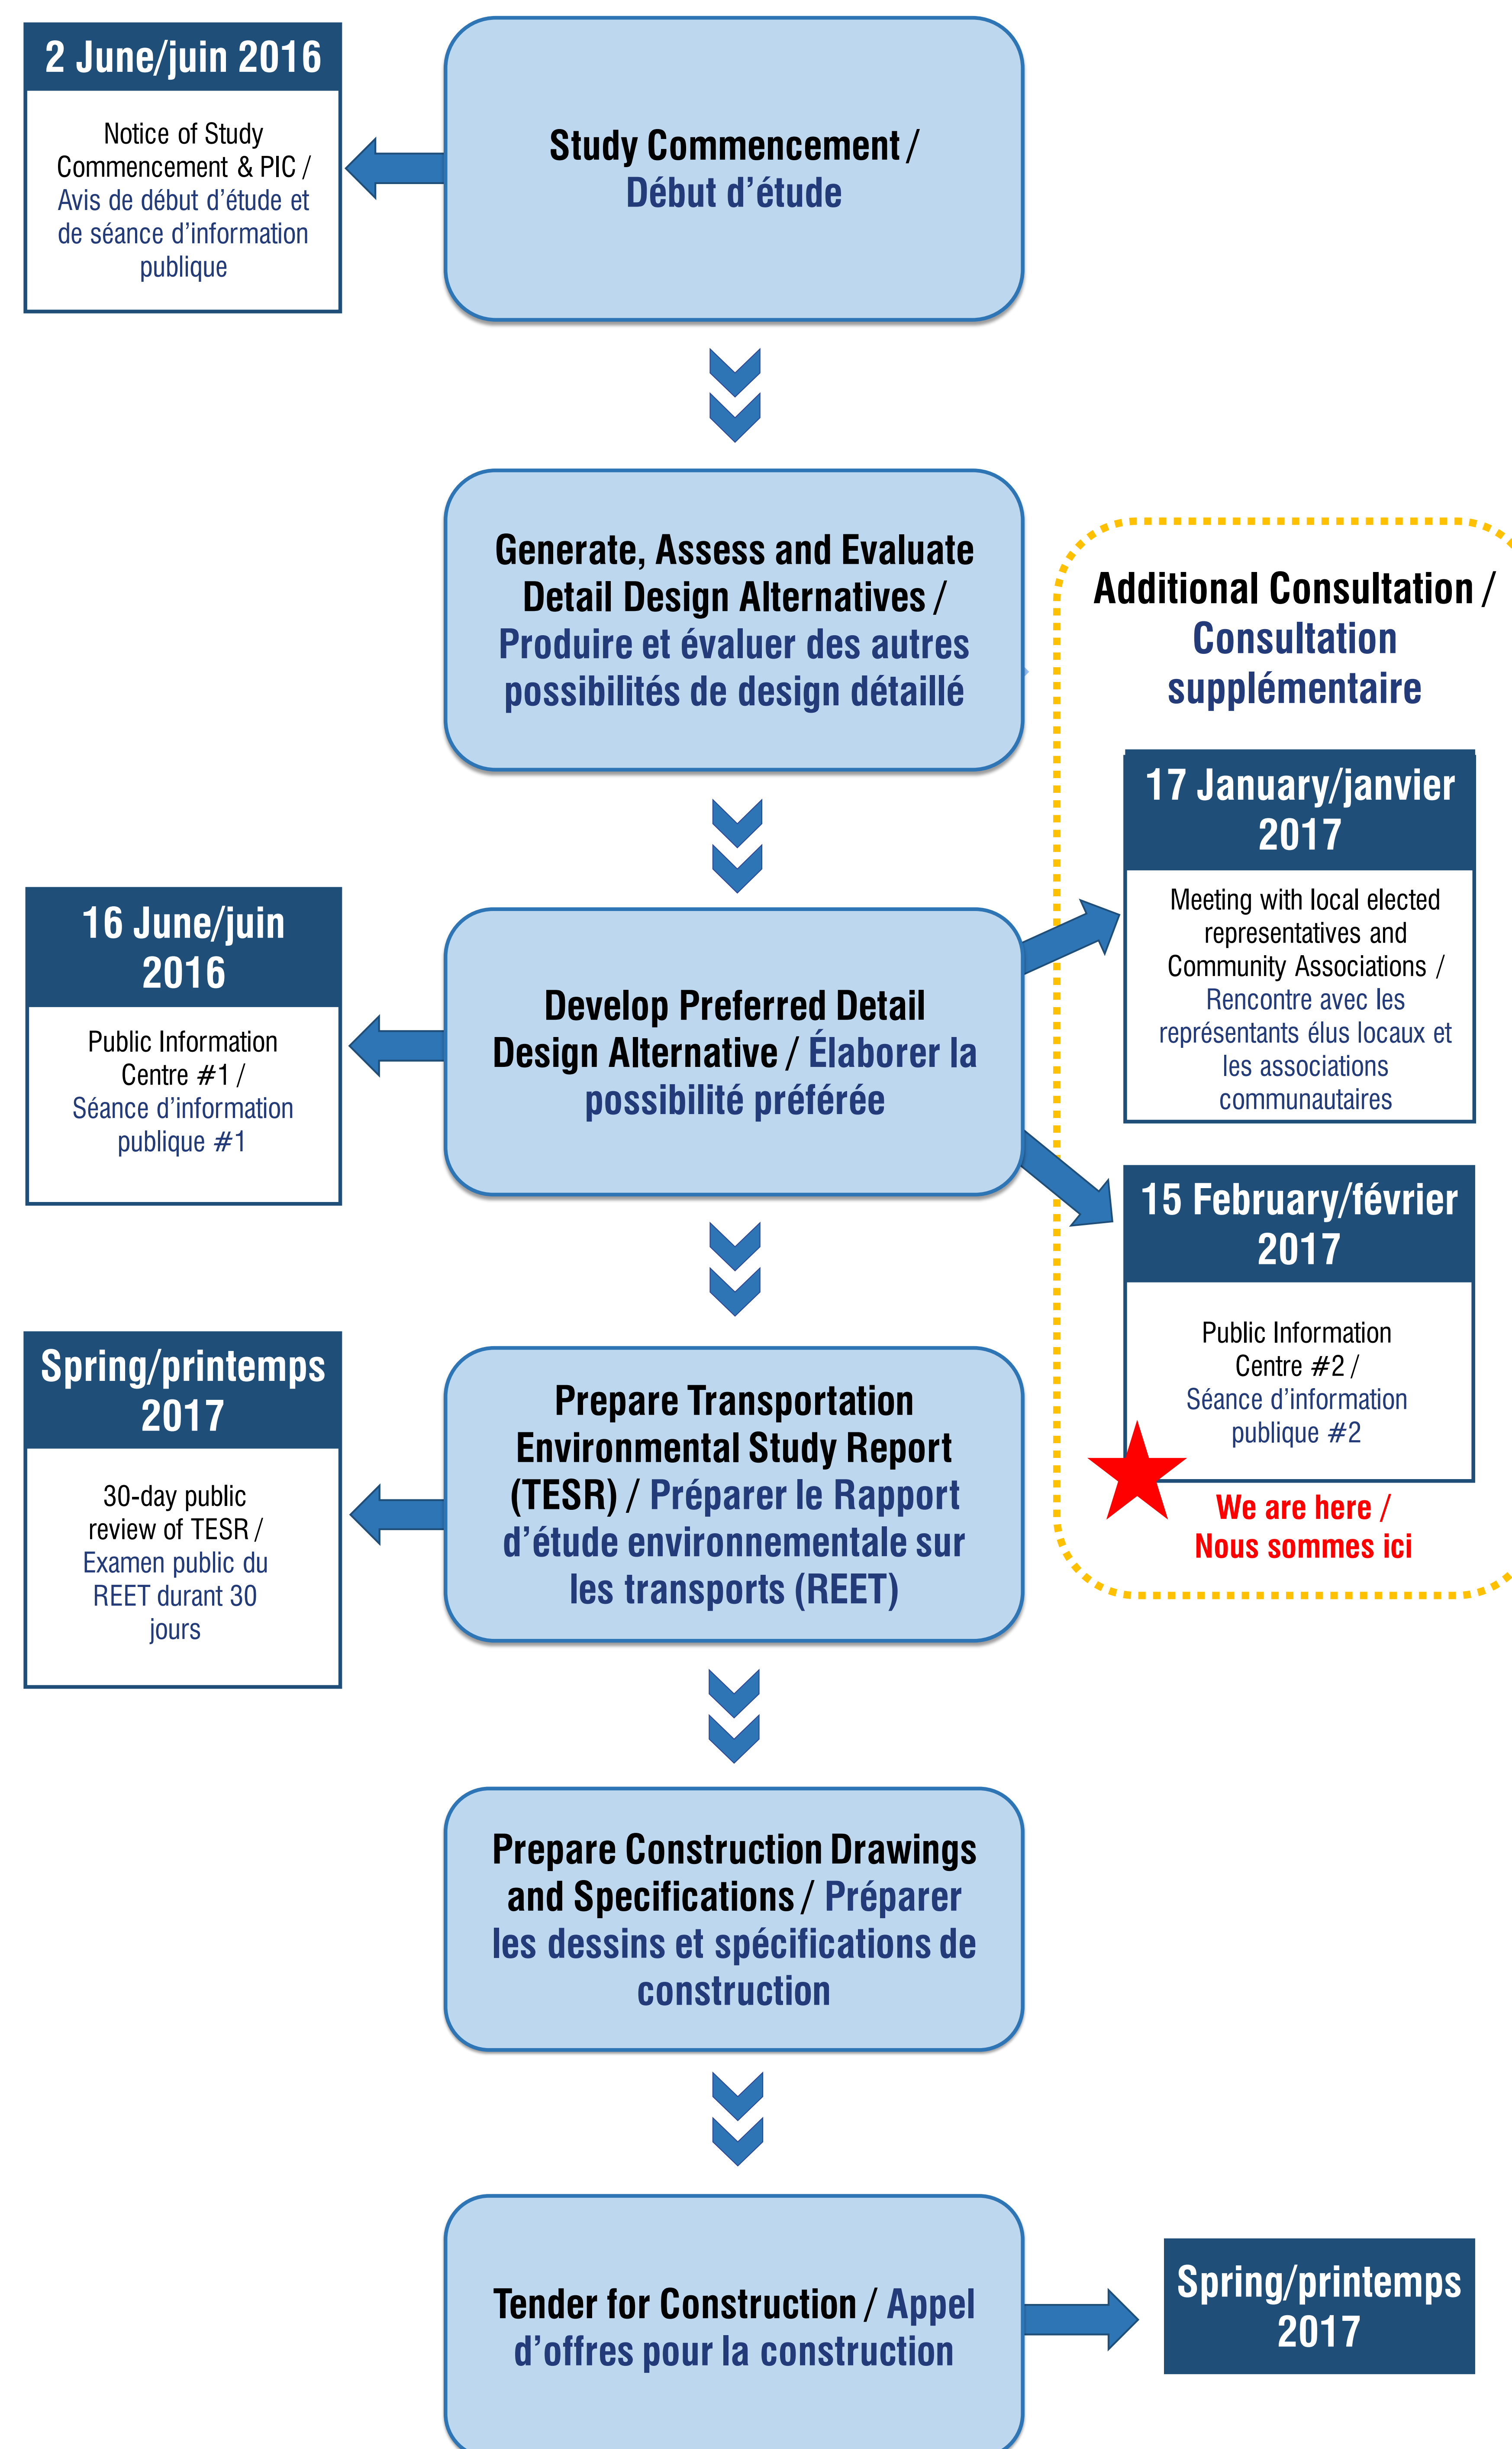 2 June/juin 2016
Notice of Study
Commencement & PIC /
Avis de début d’étude et
de séance d’information
publique
Study Commencement /
Début d’étude
Generate, Assess and Evaluate
Detail Design Alternatives /
Produire et évaluer des autres
possibilités de design détaillé
Additional Consultation /
Consultation
supplémentaire
17 January/janvier
2017
Meeting with local elected
representatives and
Community Associations /
Rencontre avec les
représentants élus locaux et
les associations
communautaires
16 June/juin
2016
Public Information
Centre #1 /
Séance d’information
publique #1
Develop Preferred Detail
Design Alternative / Élaborer la
possibilité préférée
15 February/février
2017
Public Information
Centre #2 /
Séance d’information
publique #2
We are here /
Nous sommes ici
Spring/printemps
2017
30-day public
review of TESR /
Examen public du
REET durant 30
jours
Prepare Transportation
Environmental Study Report
(TESR) / Préparer le Rapport
d’étude environnementale sur
les transports (REET)
Prepare Construction Drawings
and Specifications / Préparer
les dessins et spécifications de
construction
Tender for Construction / Appel
d’offres pour la construction
Spring/printemps
2017